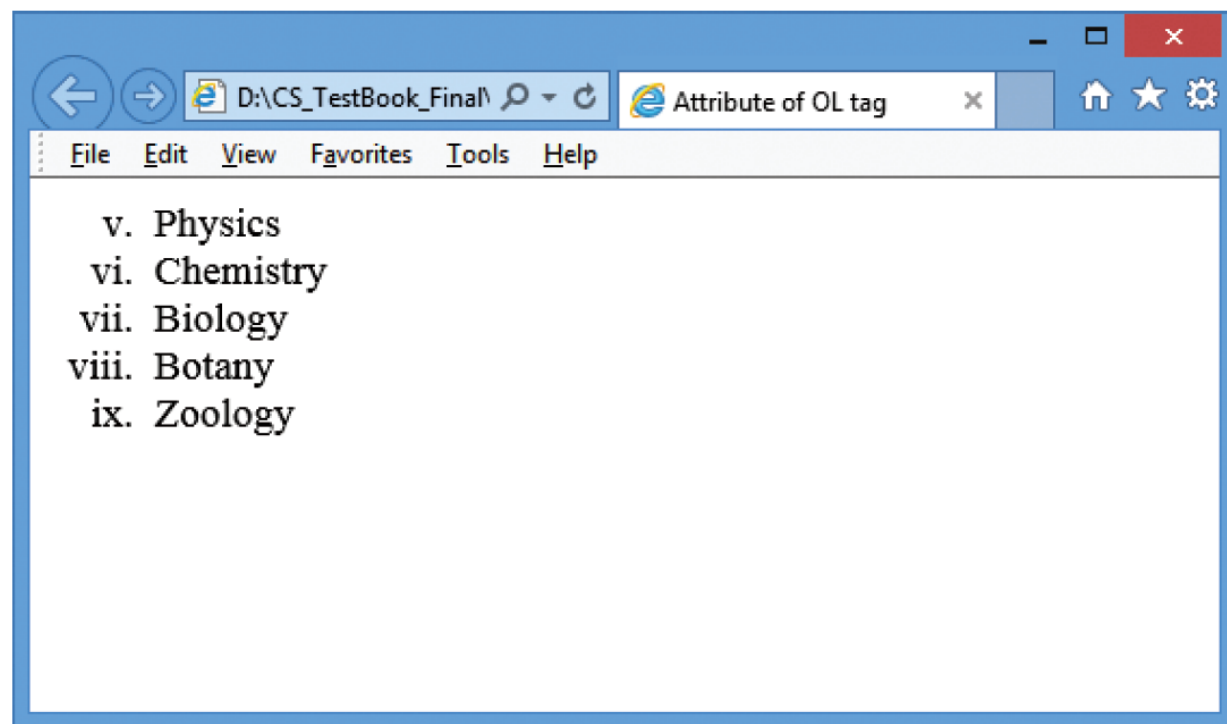 D:\CS_TestBook_Final\
Attribute of OL tag
File Edit View Favorites Tools Help
v. Physics
vi. Chemistry
vii. Biology
viii. Botany
ix. Zoology